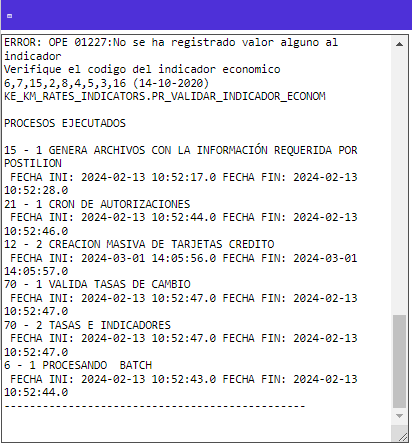 ERROR: OPE 01227:No se ha registrado valor alguno al
indicador
Verifique el codigo del indicador economico
6,7,15,2,8,4,5,3,16 (14-10-2020)
KE_KM_RATES_INDICATORS.PR_VALIDAR_INDICADOR_ECONOM
PROCESOS EJECUTADOS
15 - 1 GENERA ARCHIVOS CON LA INFORMACIÓN REQUERIDA POR
POSTILION
FECHA INI: 2024-02-13 10:52:17.0 FECHA FIN: 2024-02-13
10:52:28.0
21 - 1 CRON DE AUTORIZACIONES
FECHA INI: 2024-02-13 10:52:44.0 FECHA FIN: 2024-02-13
10:52:46.0
12 - 2 CREACION MASIVA DE TARJETAS CREDITO
FECHA INI: 2024-03-01 14:05:56.0 FECHA FIN: 2024-03-01
14:05:57.0
70 - 1 VALIDA TASAS DE CAMBIO
FECHA INI: 2024-02-13 10:52:47.0 FECHA FIN: 2024-02-13
10:52:47.0
70 - 2 TASAS E INDICADORES
FECHA INI: 2024-02-13 10:52:47.0 FECHA FIN: 2024-02-13
10:52:47.0
6 - 1 PROCESANDO  BATCH
FECHA INI: 2024-02-13 10:52:43.0 FECHA FIN: 2024-02-13
10:52:44.0
------------------------------------------------